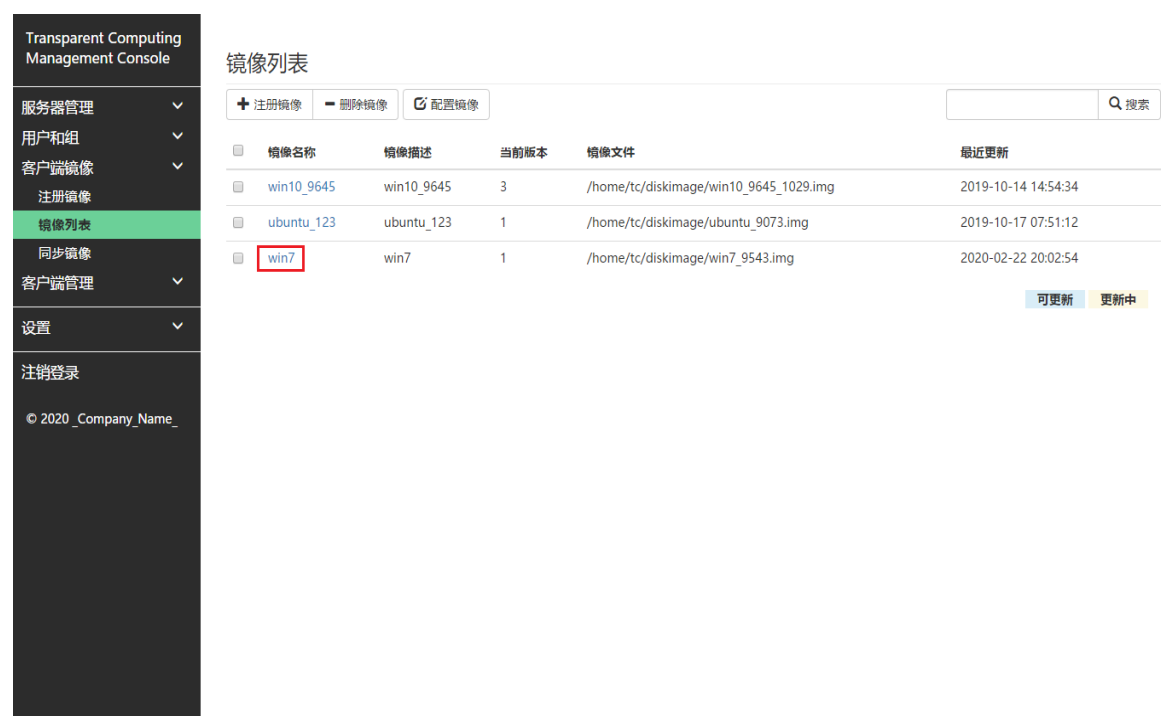 Transparent Computing
Management Console
服务器管理
用户和组
客户端镜像
注册镜像
镜像列表
同步镜像
客户端管理
设置
注销登录
© 2020 _Company_Name_
镜像列表
注册镜像 删除镜像 配置镜像 搜索
镜像名称 镜像描述 当前版本 镜像文件 最近更新
win10_9645 win10_9645 3 /home/tc/diskimage/win10_9645_1029.img 2019-10-14 14:54:34
ubuntu_123 ubuntu_123 1 /home/tc/diskimage/ubuntu_9073.img 2019-10-17 07:51:12
win7 win7 1 /home/tc/diskimage/win7_9543.img 2020-02-22 20:02:54
可更新 更新中